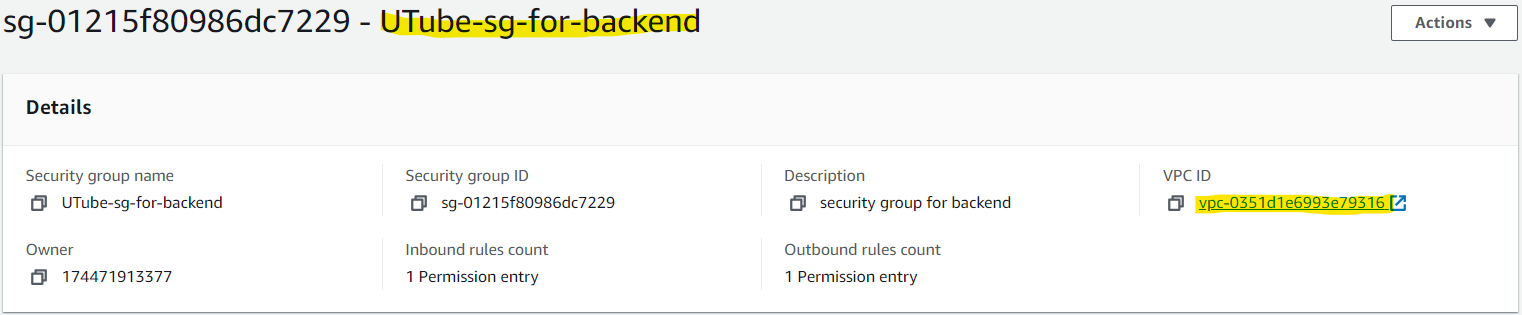 sg-01215f80986dc7229 - UTube-sg-for-backend
Actions
Details
Security group name
UTube-sg-for-backend
Security group ID
sg-01215f80986dc7229
Description
security group for backend
VPC ID
vpc-0351d1e6993e79316
Owner
174471913377
Inbound rules count
1 Permission entry
Outbound rules count
1 Permission entry